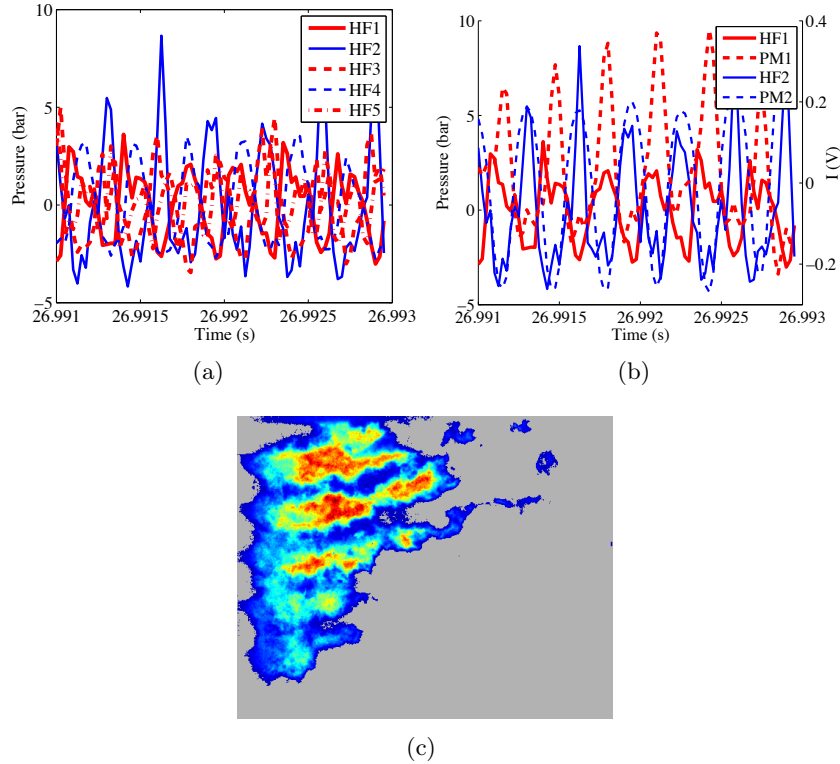 10
5
0
−5
Pressure (bar)
26.991
26.9915
26.992
26.9925
26.993
Time (s)
HF1
HF2
HF3
HF4
HF5
(a)
10
5
0
−5
Pressure (bar)
26.991
26.9915
26.992
26.9925
26.993
Time (s)
0.4
0.2
0
−0.2
I (V)
HF1
PM1
HF2
PM2
(b)
(c)